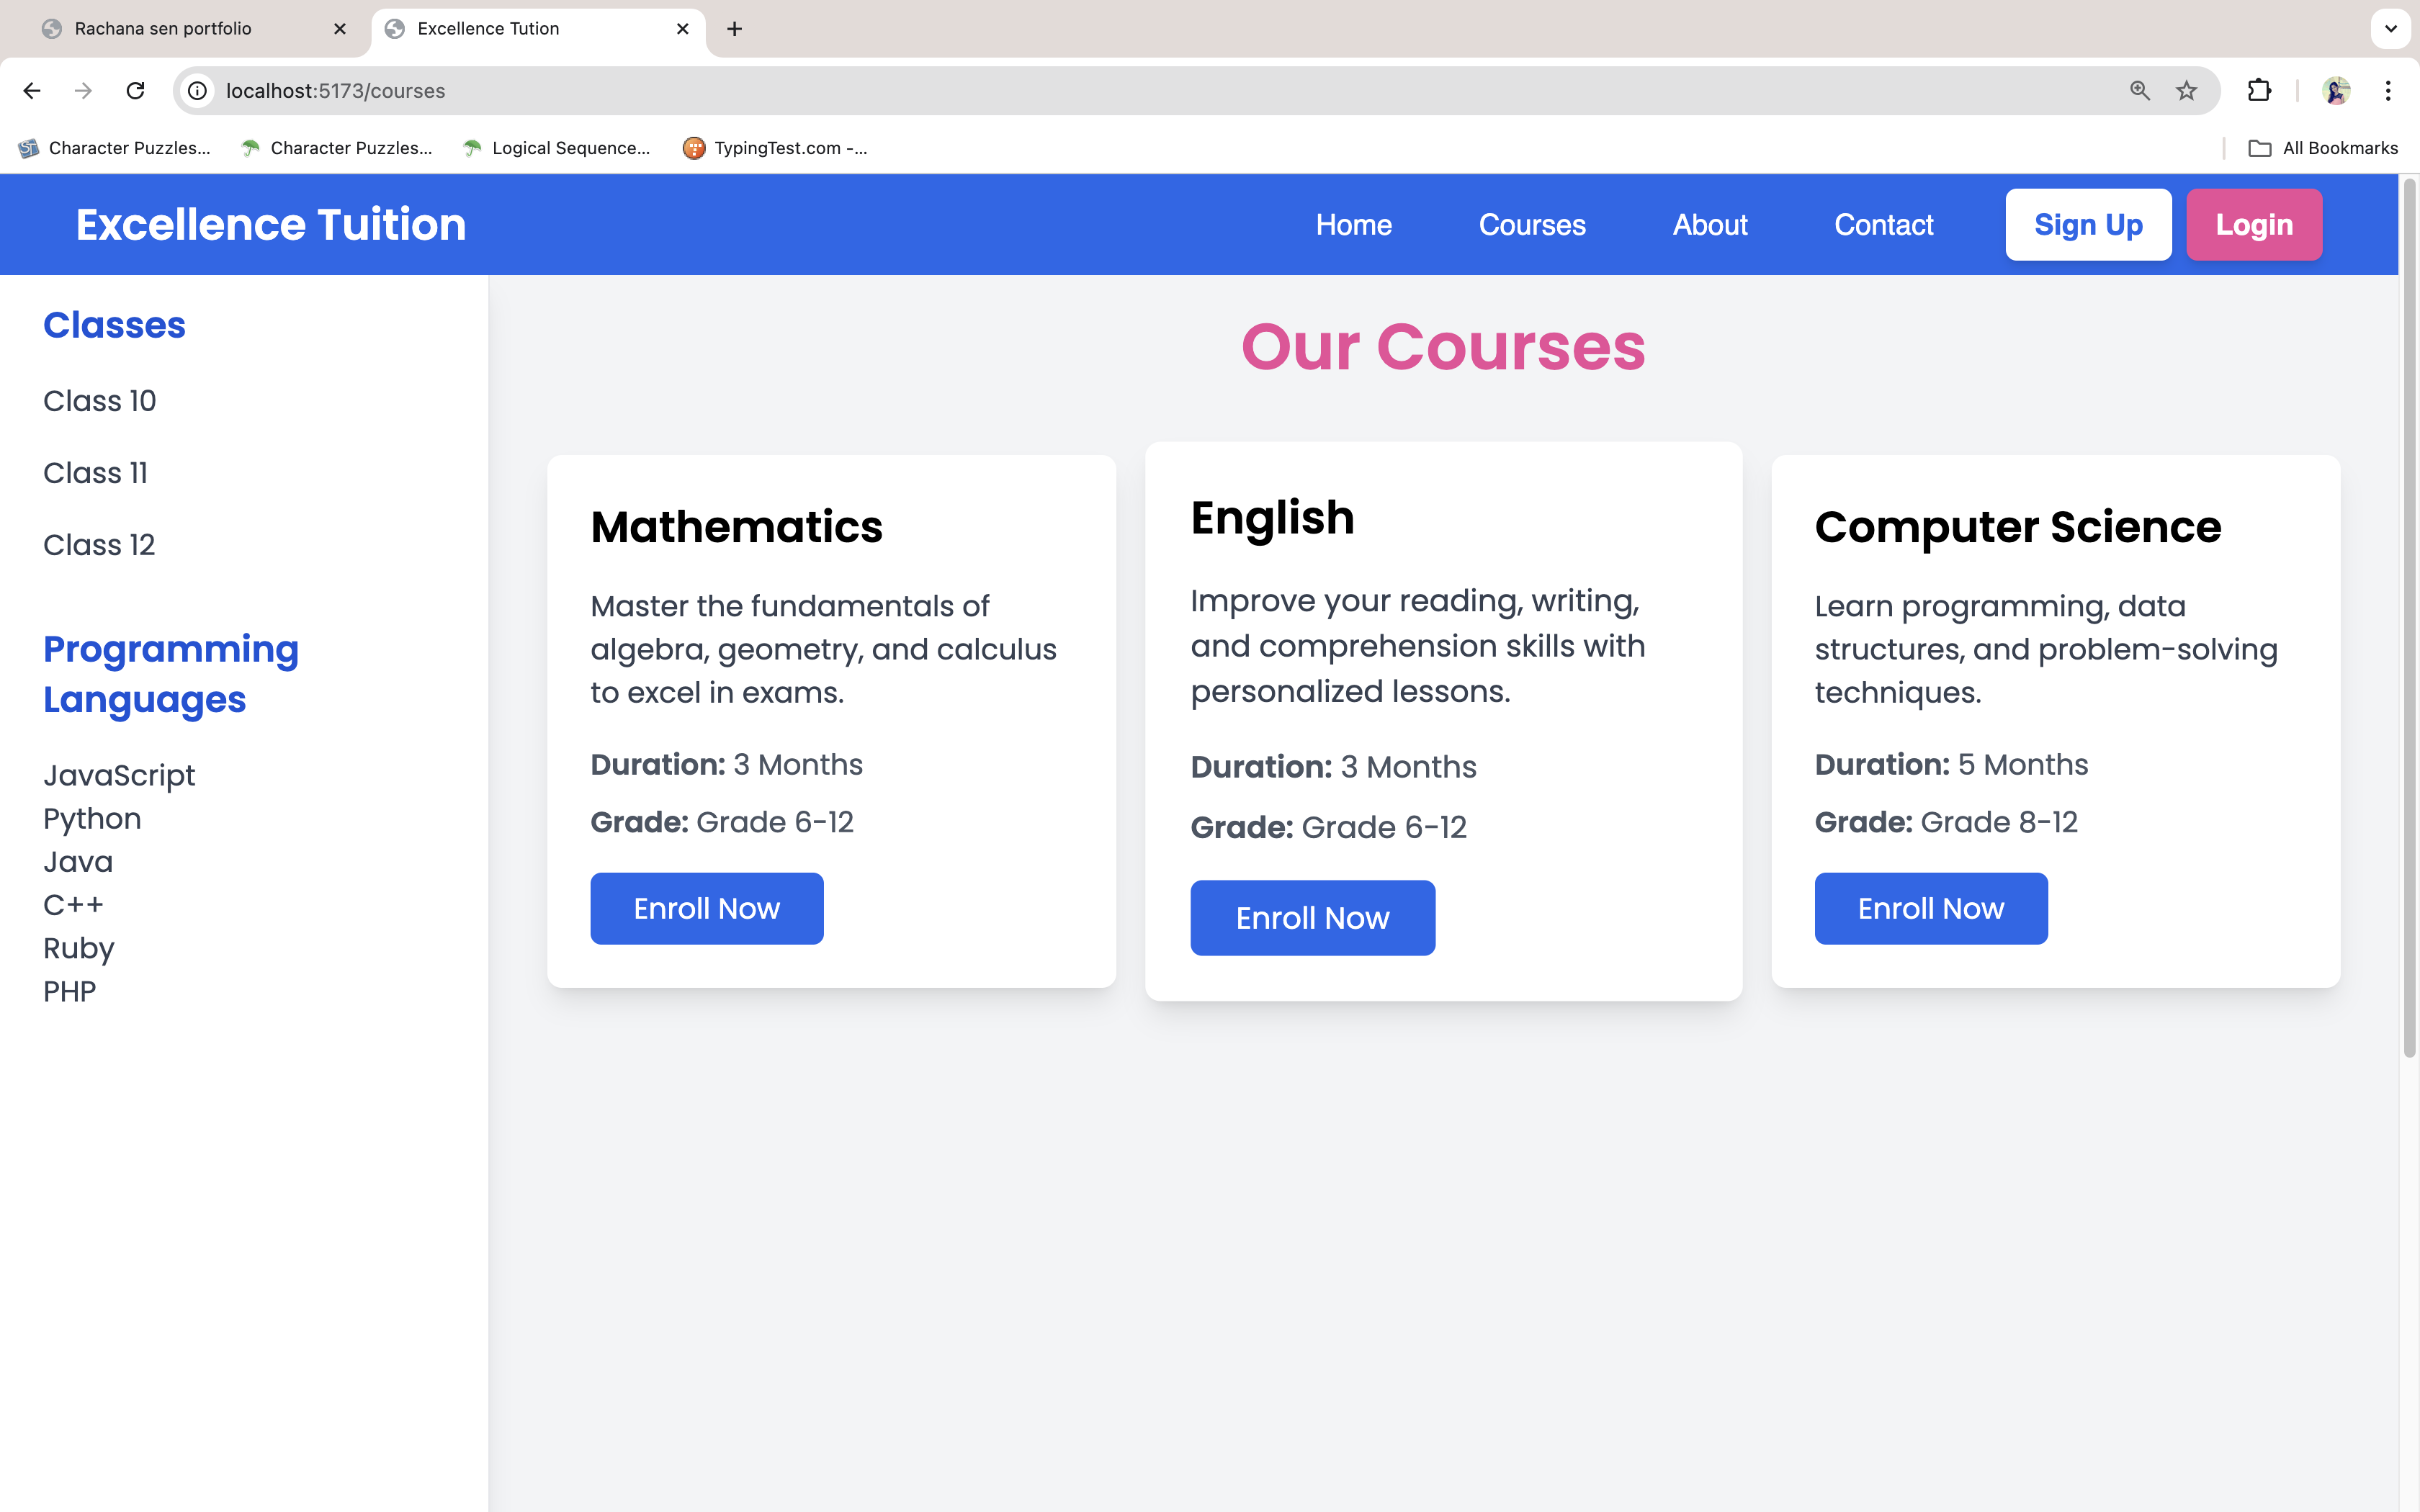 Rachana sen portfolio
Excellence Tution
localhost:5173/courses
Character Puzzles...
Character Puzzles...
Logical Sequence...
TypingTest.com -...
All Bookmarks
Excellence Tuition
Home
Courses
About
Contact
Sign Up
Login
Classes
Class 10
Class 11
Class 12
Programming
Languages
JavaScript
Python
Java
C++
Ruby
PHP
Our Courses
Mathematics
Master the fundamentals of
algebra, geometry, and calculus
to excel in exams.
Duration: 3 Months
Grade: Grade 6-12
Enroll Now
English
Improve your reading, writing,
and comprehension skills with
personalized lessons.
Duration: 3 Months
Grade: Grade 6-12
Enroll Now
Computer Science
Learn programming, data
structures, and problem-solving
techniques.
Duration: 5 Months
Grade: Grade 8-12
Enroll Now